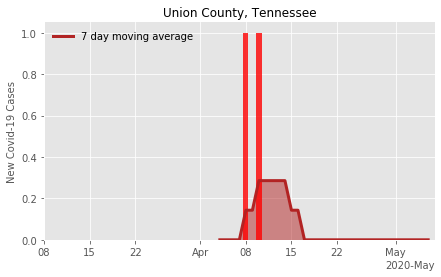 Union County, Tennessee
7 day moving average
New Covid-19 Cases
1.0
0.8
0.6
0.4
0.2
0.0
08 15 22 Apr 08 15 22 May
2020-May